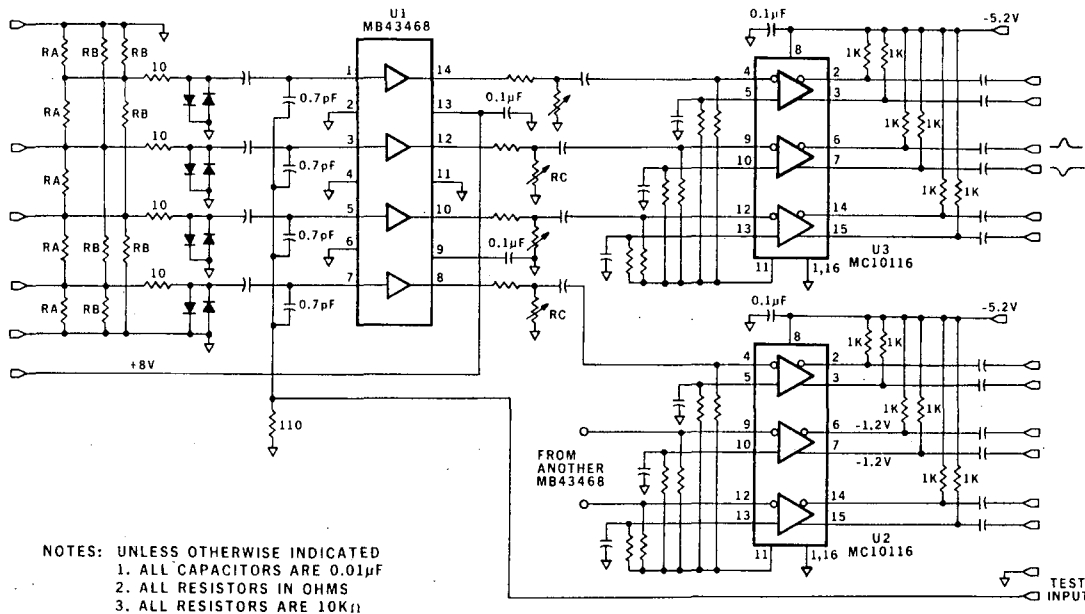 U1
MB43468
0.1µF
-5.2V
8
1K
1K
RA
RB
RB
10
1
14
4
2
5
3
0.7pF
2
13
0.1µF
RA
RB
1K
1K
10
3
12
9
6
10
7
0.7pF
4
11
RC
RA
1K
1K
10
5
10
12
14
13
15
0.7pF
6
9
0.1µF
RA
RB
RB
11
1,16
U3
MC10116
10
7
8
0.7pF
RC
RA
RB
0.1µF
-5.2V
8
+8V
4
2
5
3
1K
1K
110
9
6
-1.2V
10
7
-1.2V
1K
1K
FROM
ANOTHER
MB43468
12
14
13
15
1K
1K
11
1,16
U2
MC10116
NOTES: UNLESS OTHERWISE INDICATED
1. ALL CAPACITORS ARE 0.01µF
2. ALL RESISTORS IN OHMS
3. ALL RESISTORS ARE 10KΩ
TEST
INPUT